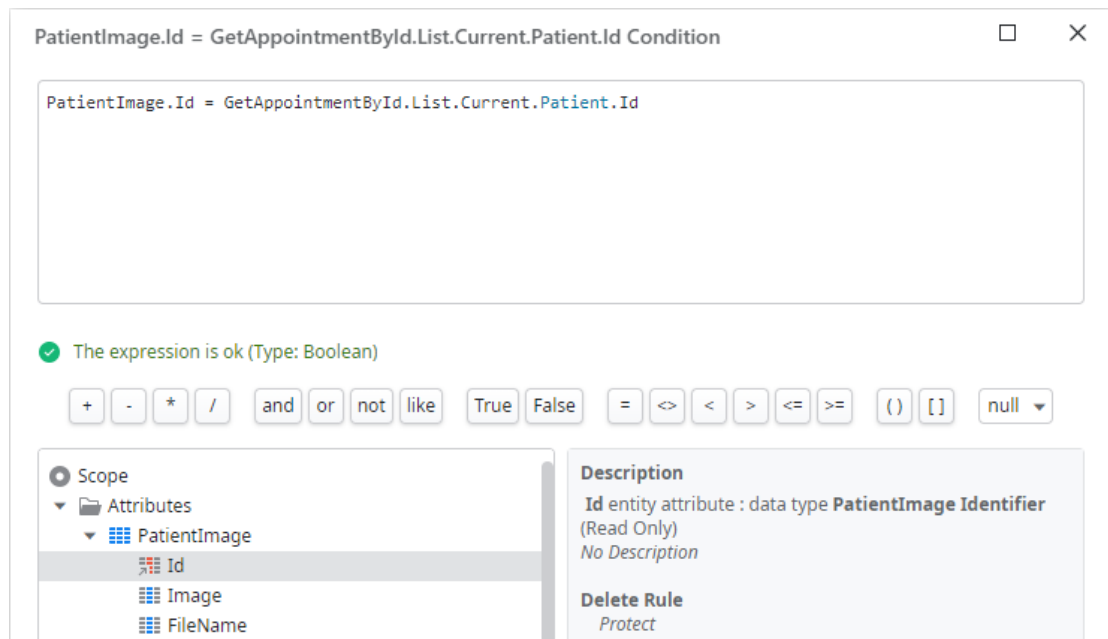 PatientImage.Id = GetAppointmentById.List.Current.Patient.Id Condition
PatientImage.Id = GetAppointmentById.List.Current.Patient.Id
The expression is ok (Type: Boolean)
+ - * / and or not like True False = <> < > <= >= ( ) [ ] null
Scope
Attributes
PatientImage
Id
Image
FileName
Description
Id entity attribute : data type PatientImage Identifier
(Read Only)
No Description
Delete Rule
Protect